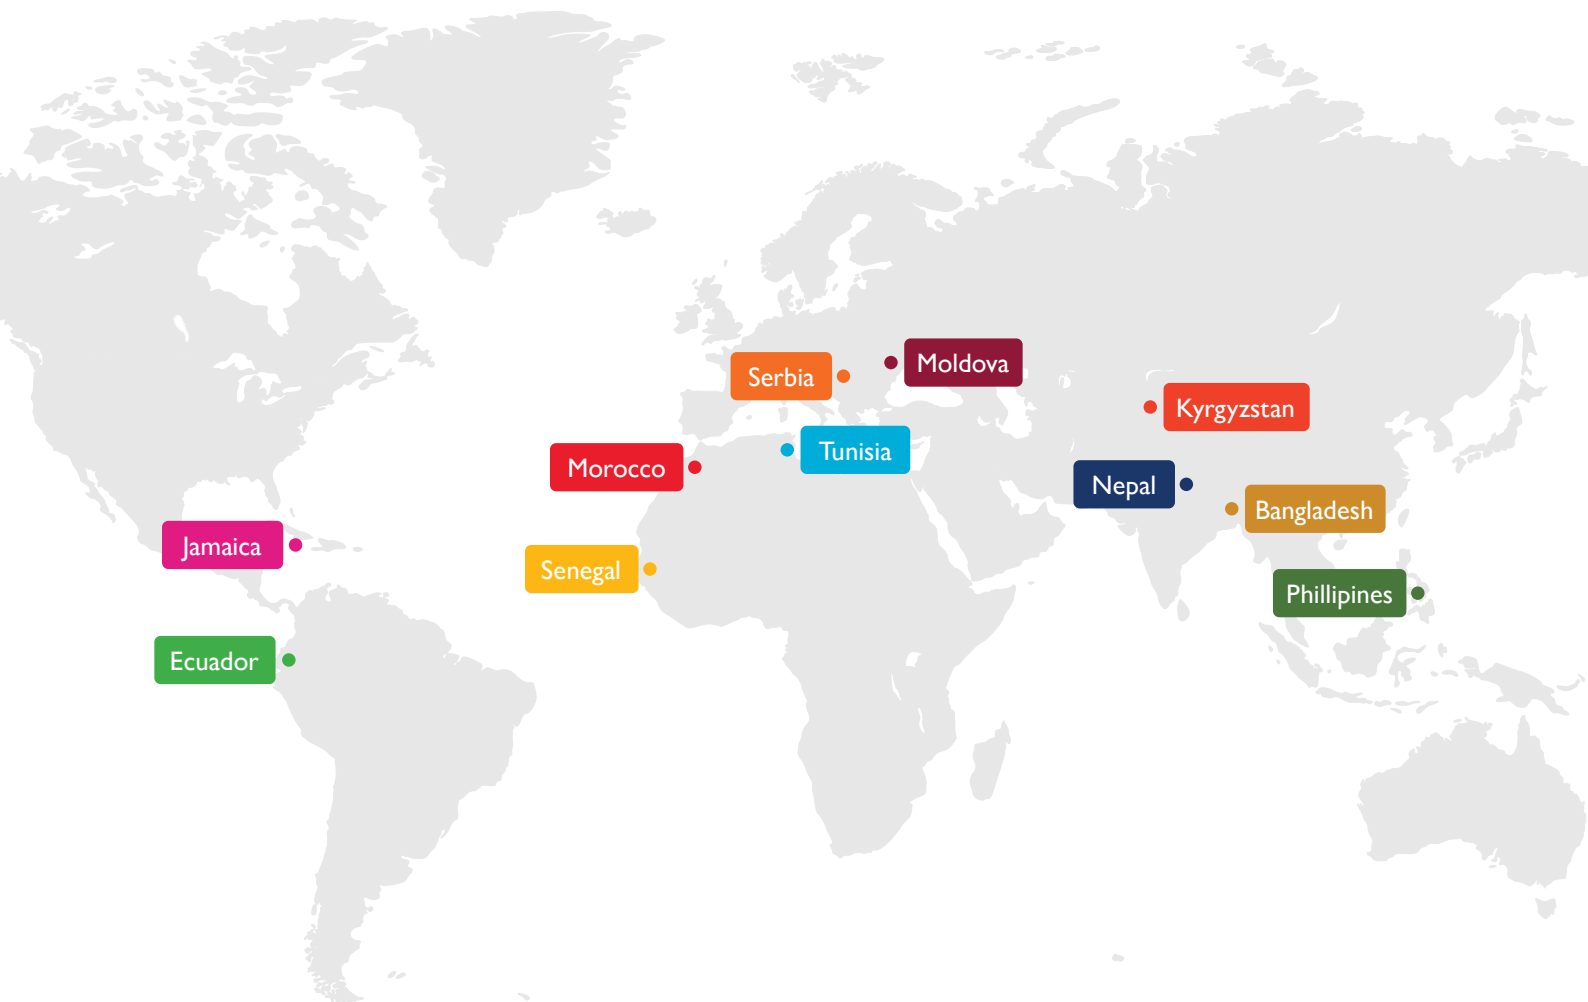 Moldova
Serbia
Kyrgyzstan
Tunisia
Morocco
Nepal
Bangladesh
Jamaica
Senegal
Phillipines
Ecuador